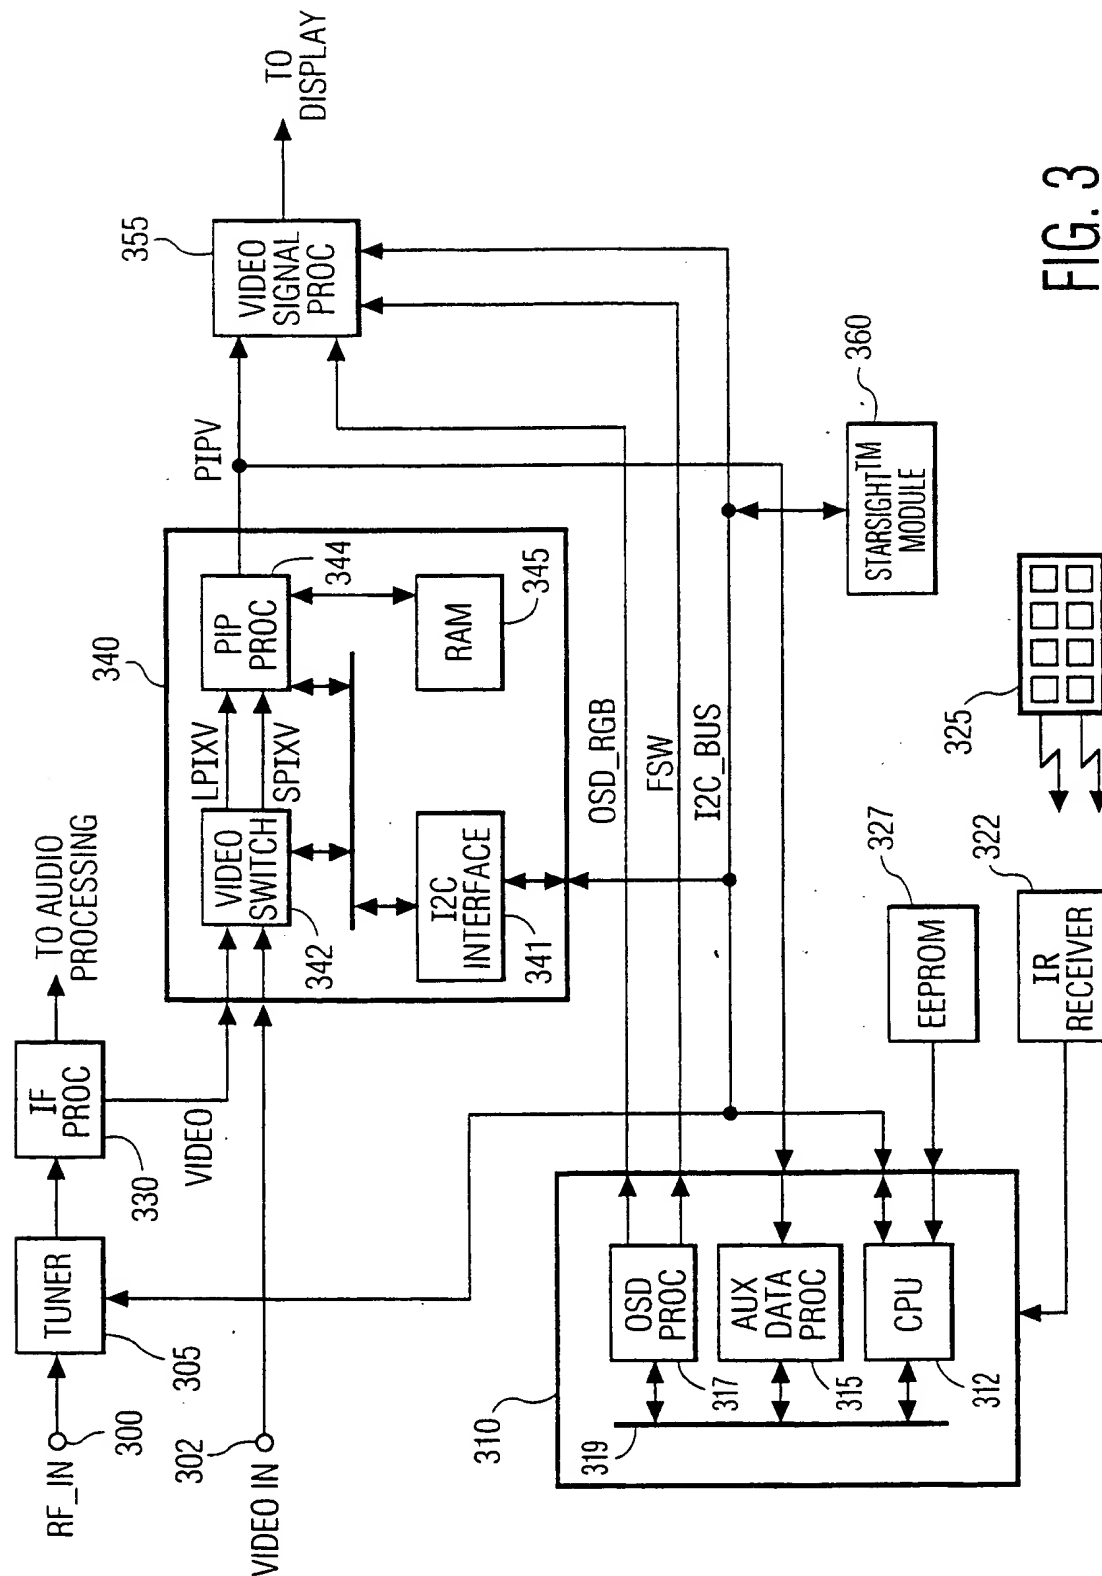 RF_IN
300
TUNER
305
IF
PROC
330
TO AUDIO
PROCESSING
VIDEO
VIDEO IN
302
340
VIDEO
SWITCH
342
LPIXV
SPIXV
PIP
PROC
344
I2C
INTERFACE
341
RAM
345
PIPV
355
VIDEO
SIGNAL
PROC
TO
DISPLAY
OSD_RGB
FSW
I2C_BUS
310
319
OSD
PROC
317
AUX
DATA
PROC
315
CPU
312
EEPROM
327
IR
RECEIVER
322
325
STARSIGHT™
MODULE
360
FIG. 3